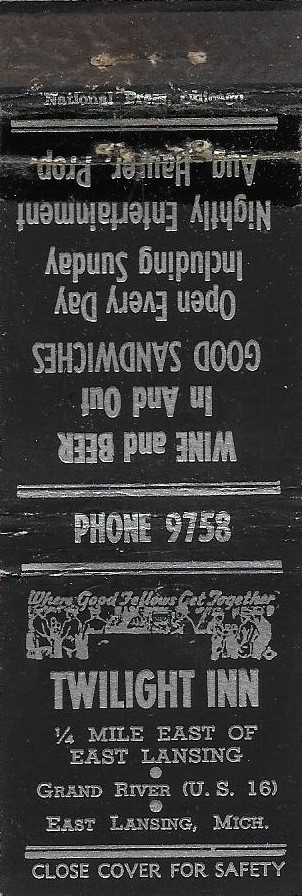 National Press, Chicago
WINE and BEER
In And Out
GOOD SANDWICHES
Open Every Day
Including Sunday
Nightly Entertainment
Aug Prop.
PHONE 9758
Where Good Fellows Get Together
TWILIGHT INN
¼ MILE EAST OF
EAST LANSING
GRAND RIVER (U. S. 16)
EAST LANSING, MICH.
CLOSE COVER FOR SAFETY